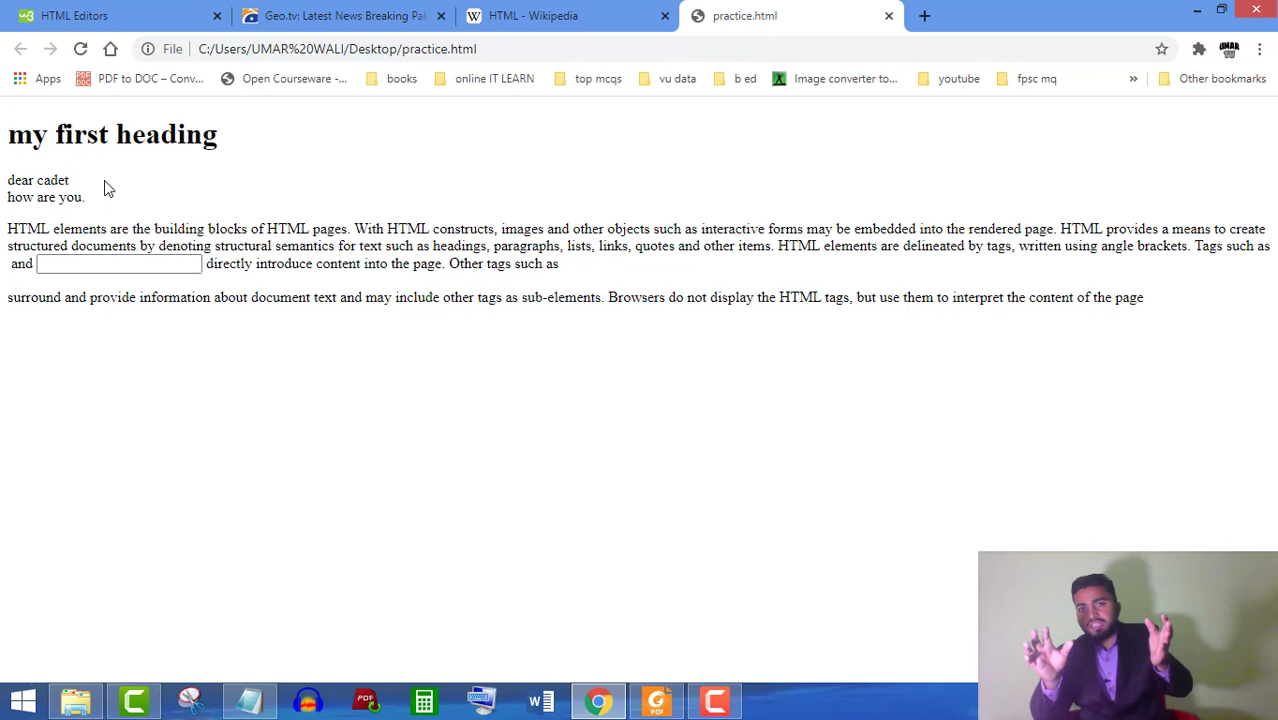 HTML Editors
Geo.tv: Latest News Breaking Pak
HTML - Wikipedia
practice.html
File
C:/Users/UMAR%20WALI/Desktop/practice.html
UMAR
TV
Apps
PDF to DOC – Conv...
Open Courseware -...
books
online IT LEARN
top mcqs
vu data
b ed
Image converter to...
youtube
fpsc mq
»
Other bookmarks
my first heading
dear cadet
how are you.
HTML elements are the building blocks of HTML pages. With HTML constructs, images and other objects such as interactive forms may be embedded into the rendered page. HTML provides a means to create
structured documents by denoting structural semantics for text such as headings, paragraphs, lists, links, quotes and other items. HTML elements are delineated by tags, written using angle brackets. Tags such as
and directly introduce content into the page. Other tags such as
surround and provide information about document text and may include other tags as sub-elements. Browsers do not display the HTML tags, but use them to interpret the content of the page